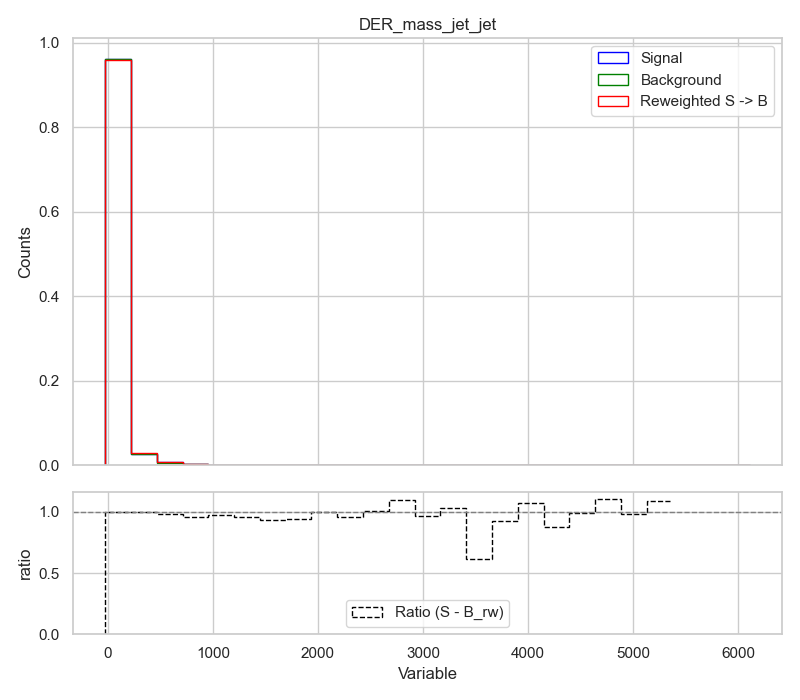 DER_mass_jet_jet
1.0
0.8
0.6
0.4
0.2
0.0
Counts
Signal
Background
Reweighted S -> B
1.0
0.5
0.0
ratio
Ratio (S - B_rw)
0
1000
2000
3000
4000
5000
6000
Variable